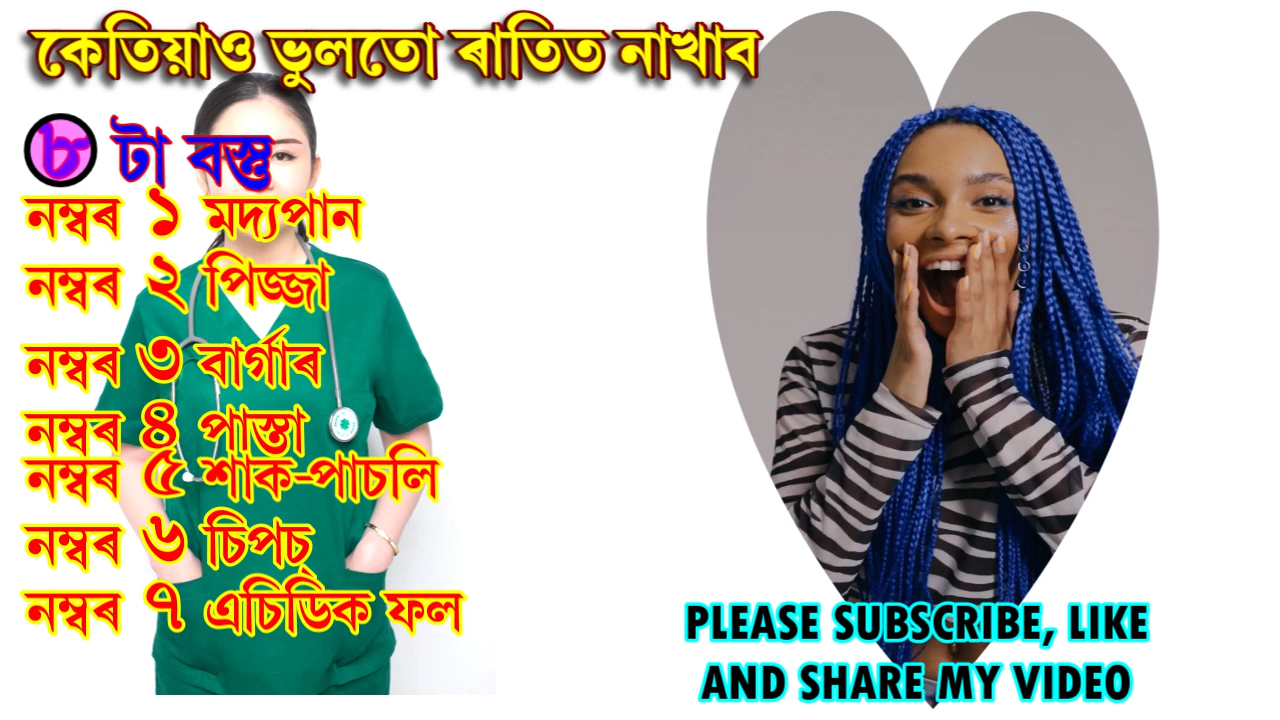 কেতিয়াও ভুলতো ৰাতিত নাখাব
৮ টা বস্তু
নম্বৰ ১ মদ্যপান
নম্বৰ ২ পিজ্জা
নম্বৰ ৩ বাৰ্গাৰ
নম্বৰ ৪ পাস্তা
নম্বৰ ৫ শাক-পাচলি
নম্বৰ ৬ চিপচ্
নম্বৰ ৭ এচিডিক ফল
PLEASE SUBSCRIBE, LIKE
AND SHARE MY VIDEO